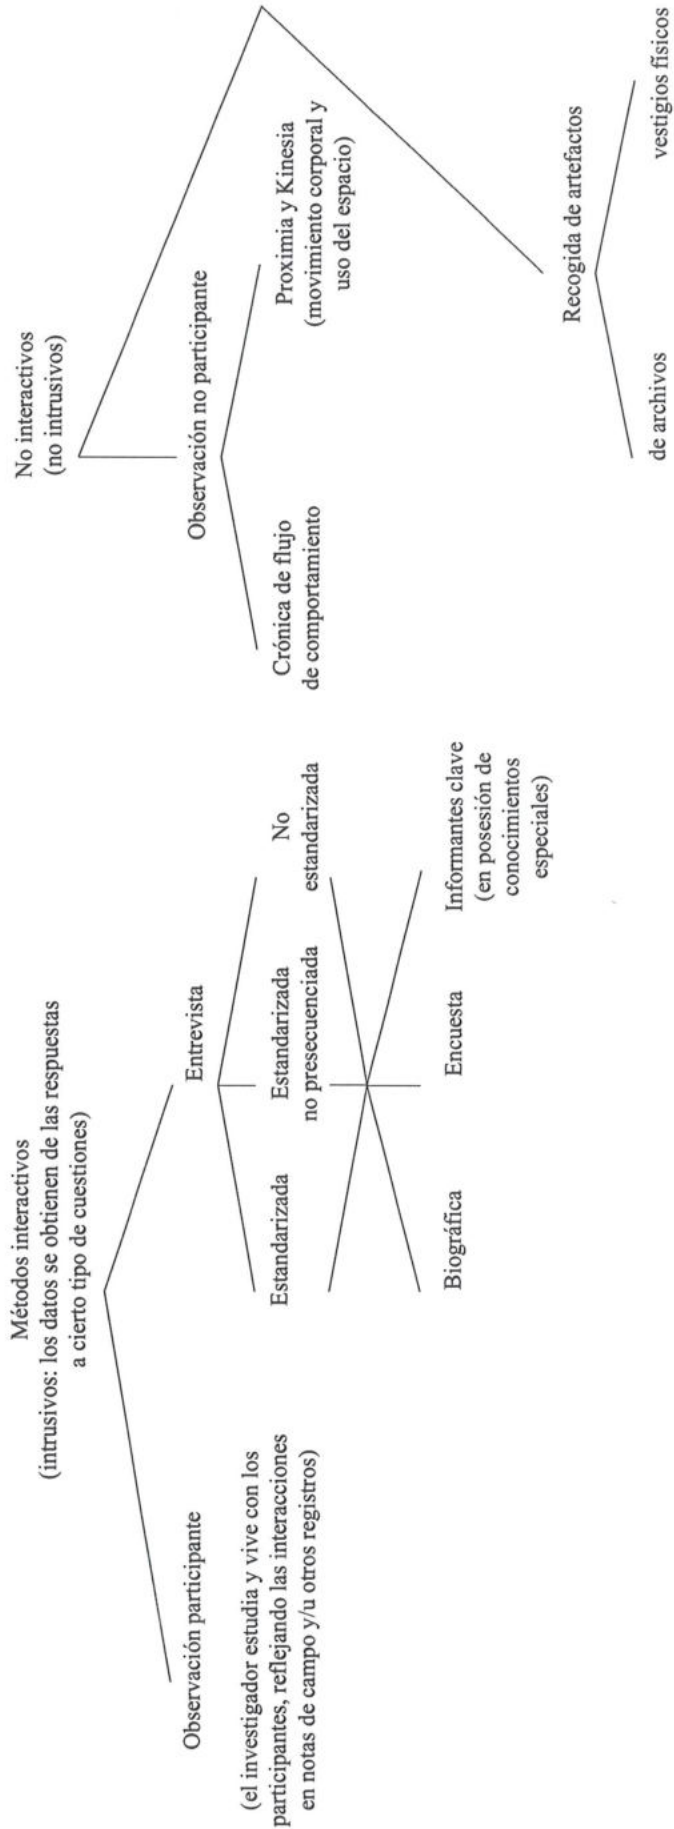 Métodos interactivos
(intrusivos: los datos se obtienen de las respuestas
a cierto tipo de cuestiones)
Observación participante
(el investigador estudia y vive con los
participantes, reflejando las interacciones
en notas de campo y/u otros registros)
Entrevista
Estandarizada
Estandarizada
no presecuenciada
No
estandarizada
Biográfica
Encuesta
Informantes clave
(en posesión de
conocimientos
especiales)
No interactivos
(no intrusivos)
Observación no participante
Crónica de flujo
de comportamiento
Proximia y Kinesia
(movimiento corporal y
uso del espacio)
Recogida de artefactos
de archivos
vestigios físicos